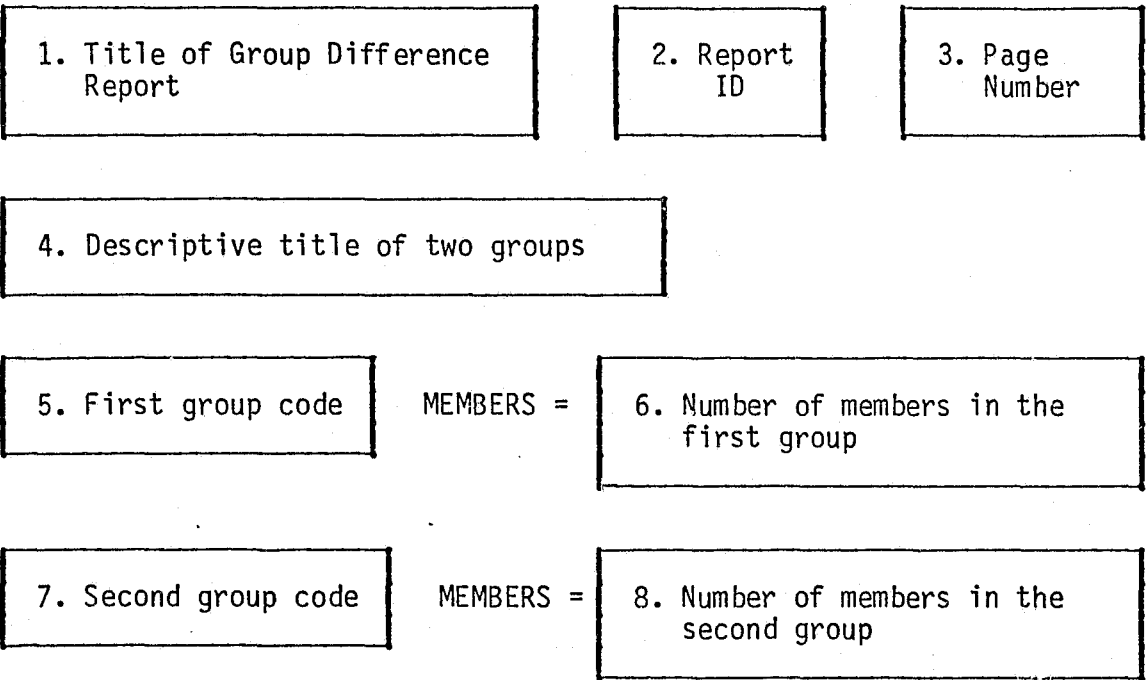 1. Title of Group Difference
Report
2. Report
ID
3. Page
Number
4. Descriptive title of two groups
5. First group code
MEMBERS =
6. Number of members in the
first group
7. Second group code
MEMBERS =
8. Number of members in the
second group